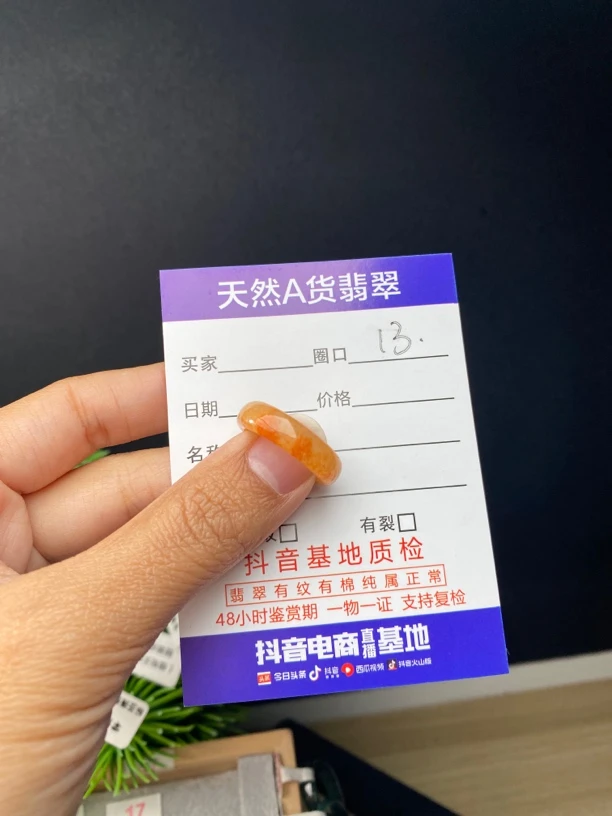 天然A货翡翠
买家 圈口 13.
日期 价格
有裂
抖音基地质检
翡翠有纹有棉纯属正常
48小时鉴赏期 一物一证 支持复检
抖音电商直播基地
头条 今日头条 抖音 西瓜视频 抖音火山版
17